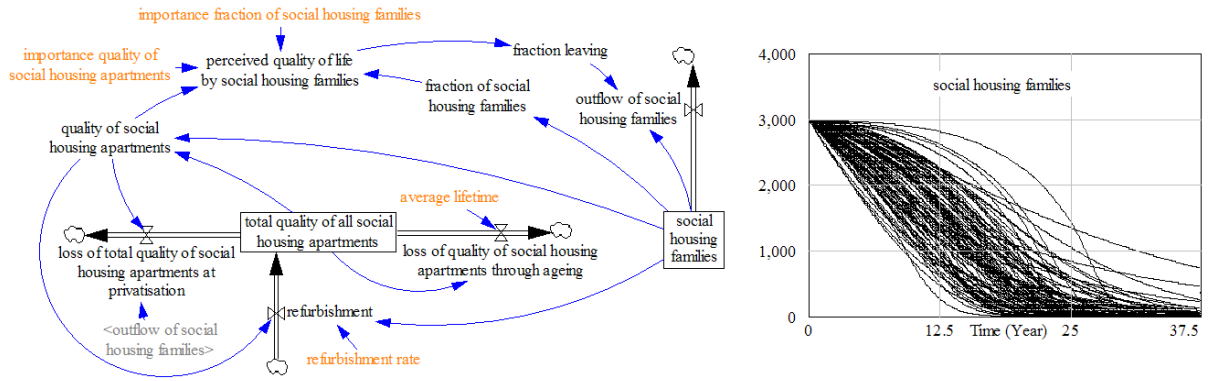 importance fraction of social housing families
importance quality of
social housing apartments
perceived quality of life
by social housing families
fraction leaving
fraction of social
housing families
outflow of social
housing families
quality of social
housing apartments
average lifetime
total quality of all social
housing apartments
social
housing
families
loss of total quality of social
housing apartments at
privatisation
loss of quality of social housing
apartments through ageing
<outflow of social
housing families>
refurbishment
refurbishment rate
social housing families
4,000
3,000
2,000
1,000
0
0
12.5
Time (Year)
25
37.5